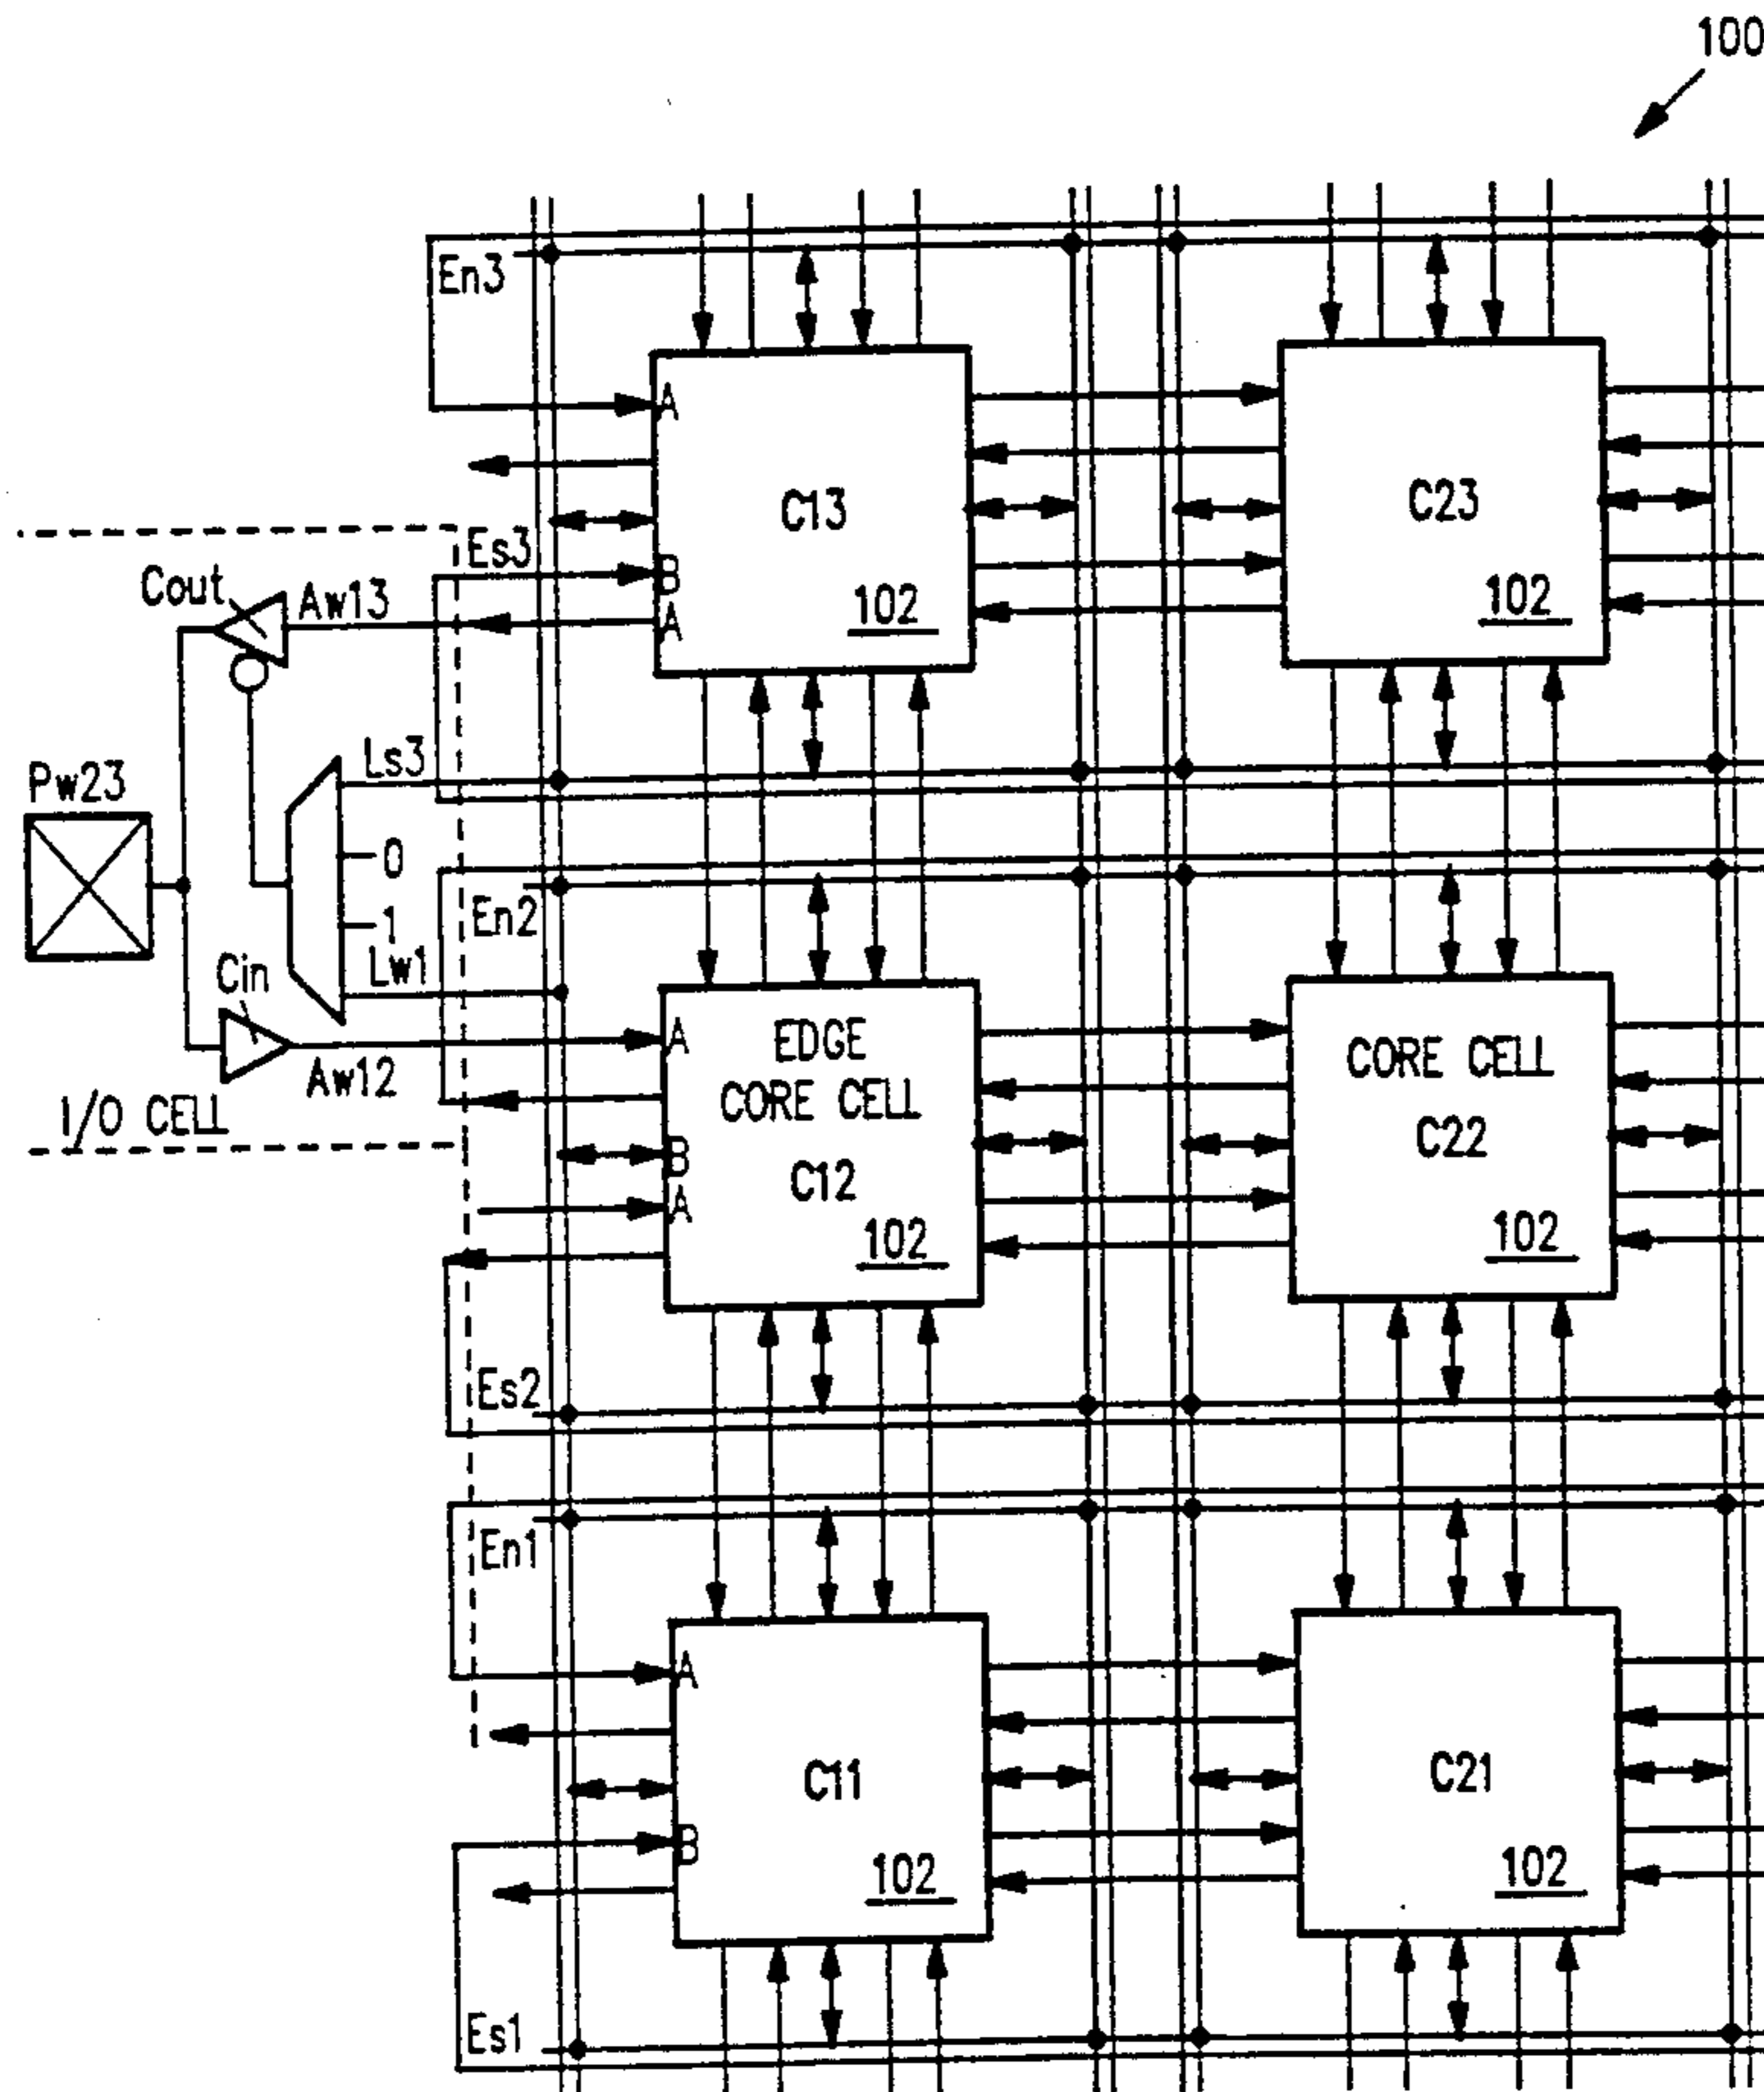 100
En3
A
C13
C23
Es3
Cout
Aw13
B
A
102
102
Ls3
Pw23
0
En2
1
Lw1
Cin
A
EDGE
CORE CELL
C12
CORE CELL
C22
Aw12
I/O CELL
B
A
102
102
Es2
En1
A
C11
C21
B
102
102
Es1